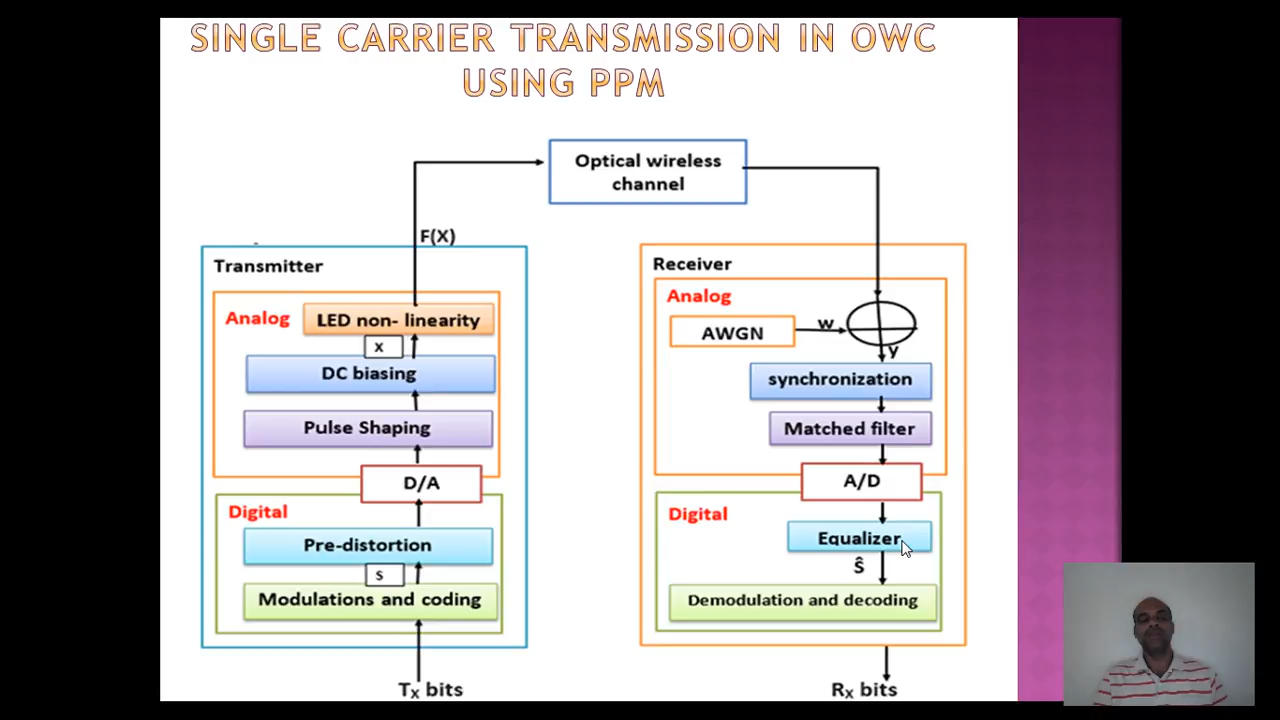 SINGLE CARRIER TRANSMISSION IN OWC
USING PPM
Optical wireless
channel
F(X)
Transmitter
Analog
LED non- linearity
x
DC biasing
Pulse Shaping
D/A
Digital
Pre-distortion
s
Modulations and coding
Tx bits
Receiver
Analog
AWGN
w
y
synchronization
Matched filter
A/D
Digital
Equalizer
ŝ
Demodulation and decoding
Rx bits